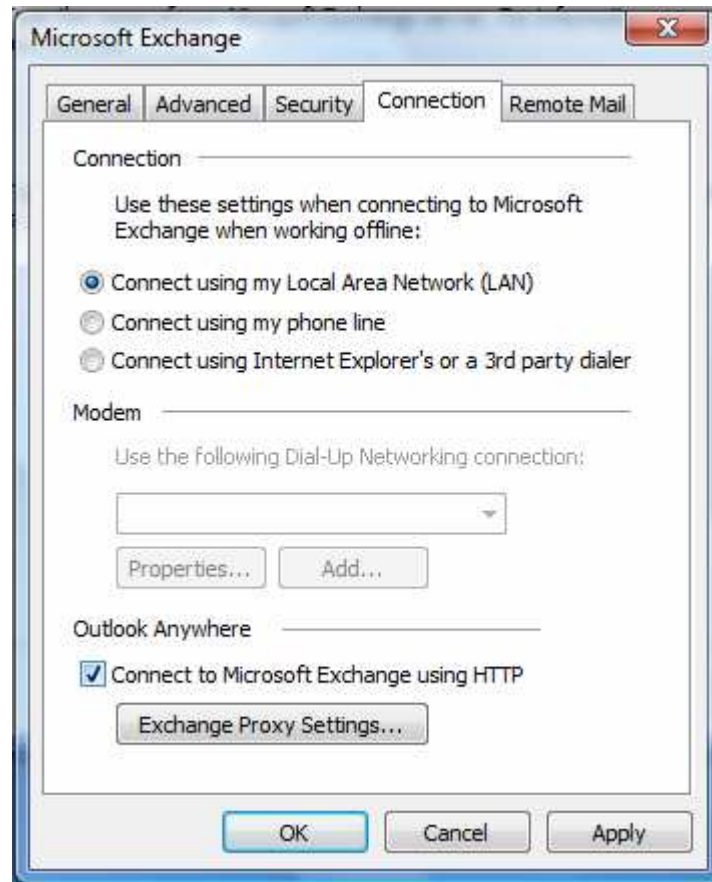 Microsoft Exchange
General
Advanced
Security
Connection
Remote Mail
Connection
Use these settings when connecting to Microsoft
Exchange when working offline:
Connect using my Local Area Network (LAN)
Connect using my phone line
Connect using Internet Explorer's or a 3rd party dialer
Modem
Use the following Dial-Up Networking connection:
Properties...
Add...
Outlook Anywhere
Connect to Microsoft Exchange using HTTP
Exchange Proxy Settings...
OK
Cancel
Apply